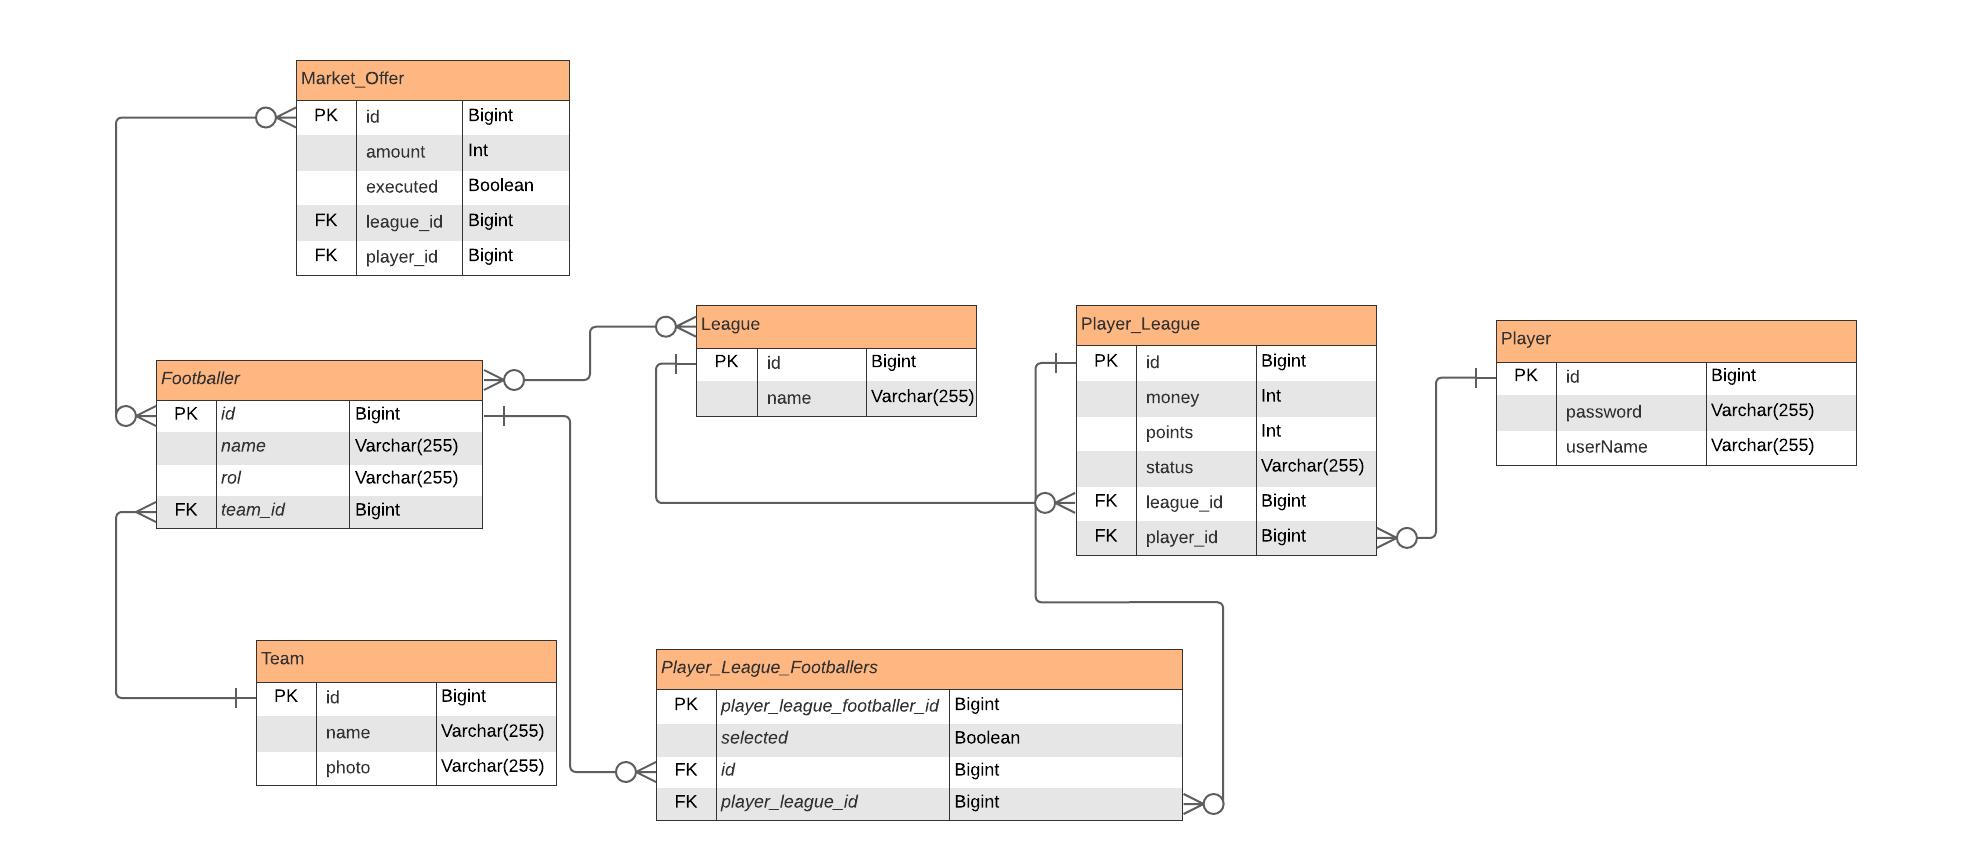 Market_Offer
PK id Bigint
amount Int
executed Boolean
FK league_id Bigint
FK player_id Bigint
League
PK id Bigint
name Varchar(255)
Player_League
PK id Bigint
money Int
points Int
status Varchar(255)
FK league_id Bigint
FK player_id Bigint
Player
PK id Bigint
password Varchar(255)
userName Varchar(255)
Footballer
PK id Bigint
name Varchar(255)
rol Varchar(255)
FK team_id Bigint
Team
PK id Bigint
name Varchar(255)
photo Varchar(255)
Player_League_Footballers
PK player_league_footballer_id Bigint
selected Boolean
FK id Bigint
FK player_league_id Bigint